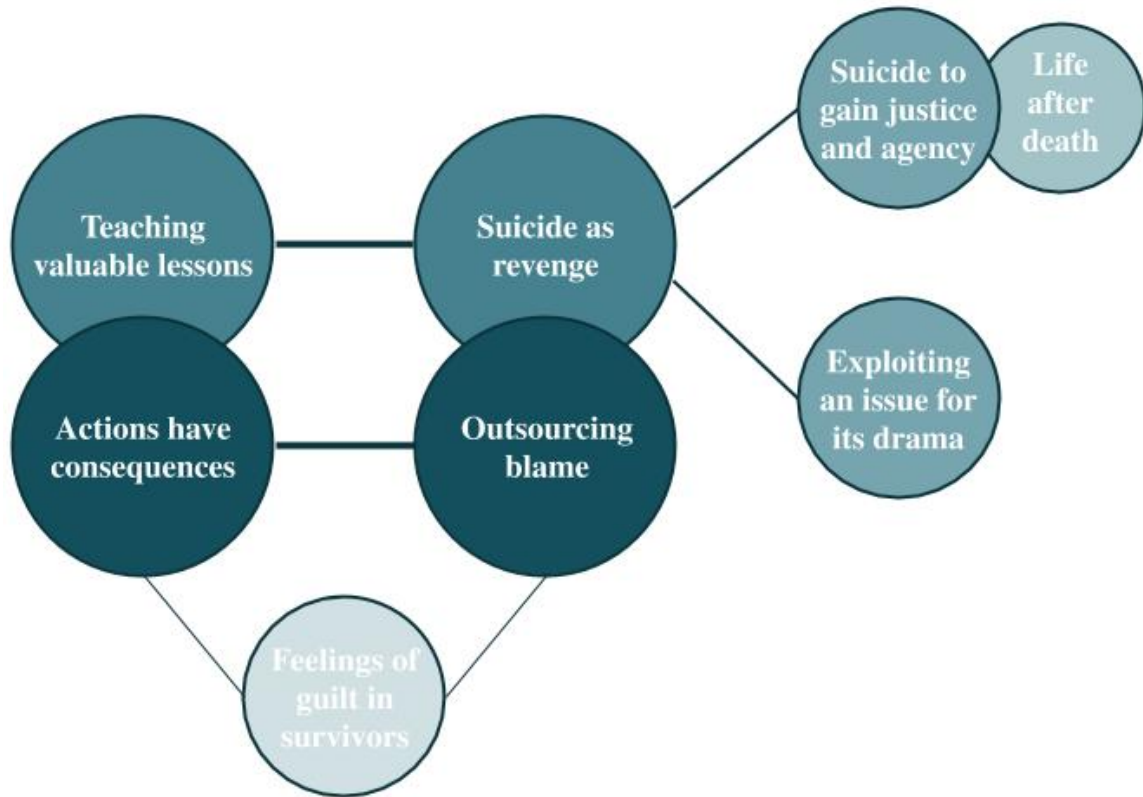 Suicide to
gain justice
and agency
Life
after
death
Teaching
valuable lessons
Suicide as
revenge
Exploiting
an issue for
its drama
Actions have
consequences
Outsourcing
blame
Feelings of
guilt in
survivors